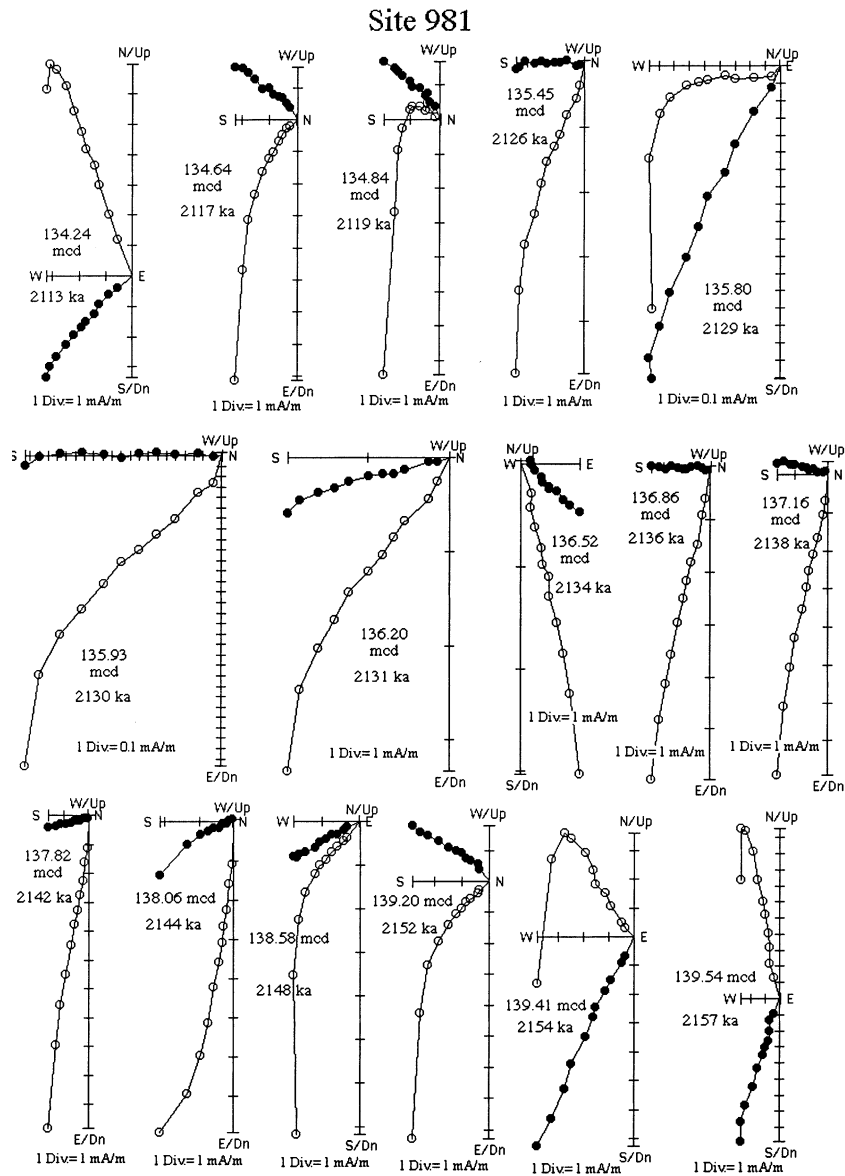 Site 981
N/Up
134.24
mcd
W
E
2113 ka
S/Dn
1 Div.= 1 mA/m
W/Up
S
N
134.64
mcd
2117 ka
E/Dn
1 Div.= 1 mA/m
W/Up
S
N
134.84
mcd
2119 ka
E/Dn
1 Div.= 1 mA/m
W/Up
S
N
135.45
mcd
2126 ka
E/Dn
1 Div.= 1 mA/m
N/Up
W
E
135.80
mcd
2129 ka
S/Dn
1 Div.= 0.1 mA/m
W/Up
S
N
135.93
mcd
2130 ka
1 Div.= 0.1 mA/m
E/Dn
W/Up
S
N
136.20
mcd
2131 ka
1 Div.= 1 mA/m
E/Dn
N/Up
W
E
136.52
mcd
2134 ka
1 Div.= 1 mA/m
S/Dn
W/Up
S
N
136.86
mcd
2136 ka
1 Div.= 1 mA/m
E/Dn
W/Up
S
N
137.16
mcd
2138 ka
1 Div.= 1 mA/m
E/Dn
W/Up
S
N
137.82
mcd
2142 ka
E/Dn
1 Div.= 1 mA/m
W/Up
S
N
138.06 mcd
2144 ka
E/Dn
1 Div.= 1 mA/m
N/Up
W
E
138.58 mcd
2148 ka
S/Dn
1 Div.= 1 mA/m
W/Up
S
N
139.20 mcd
2152 ka
E/Dn
1 Div.= 1 mA/m
N/Up
W
E
139.41 mcd
2154 ka
S/Dn
1 Div.= 1 mA/m
N/Up
W
E
139.54 mcd
2157 ka
S/Dn
1 Div.= 1 mA/m